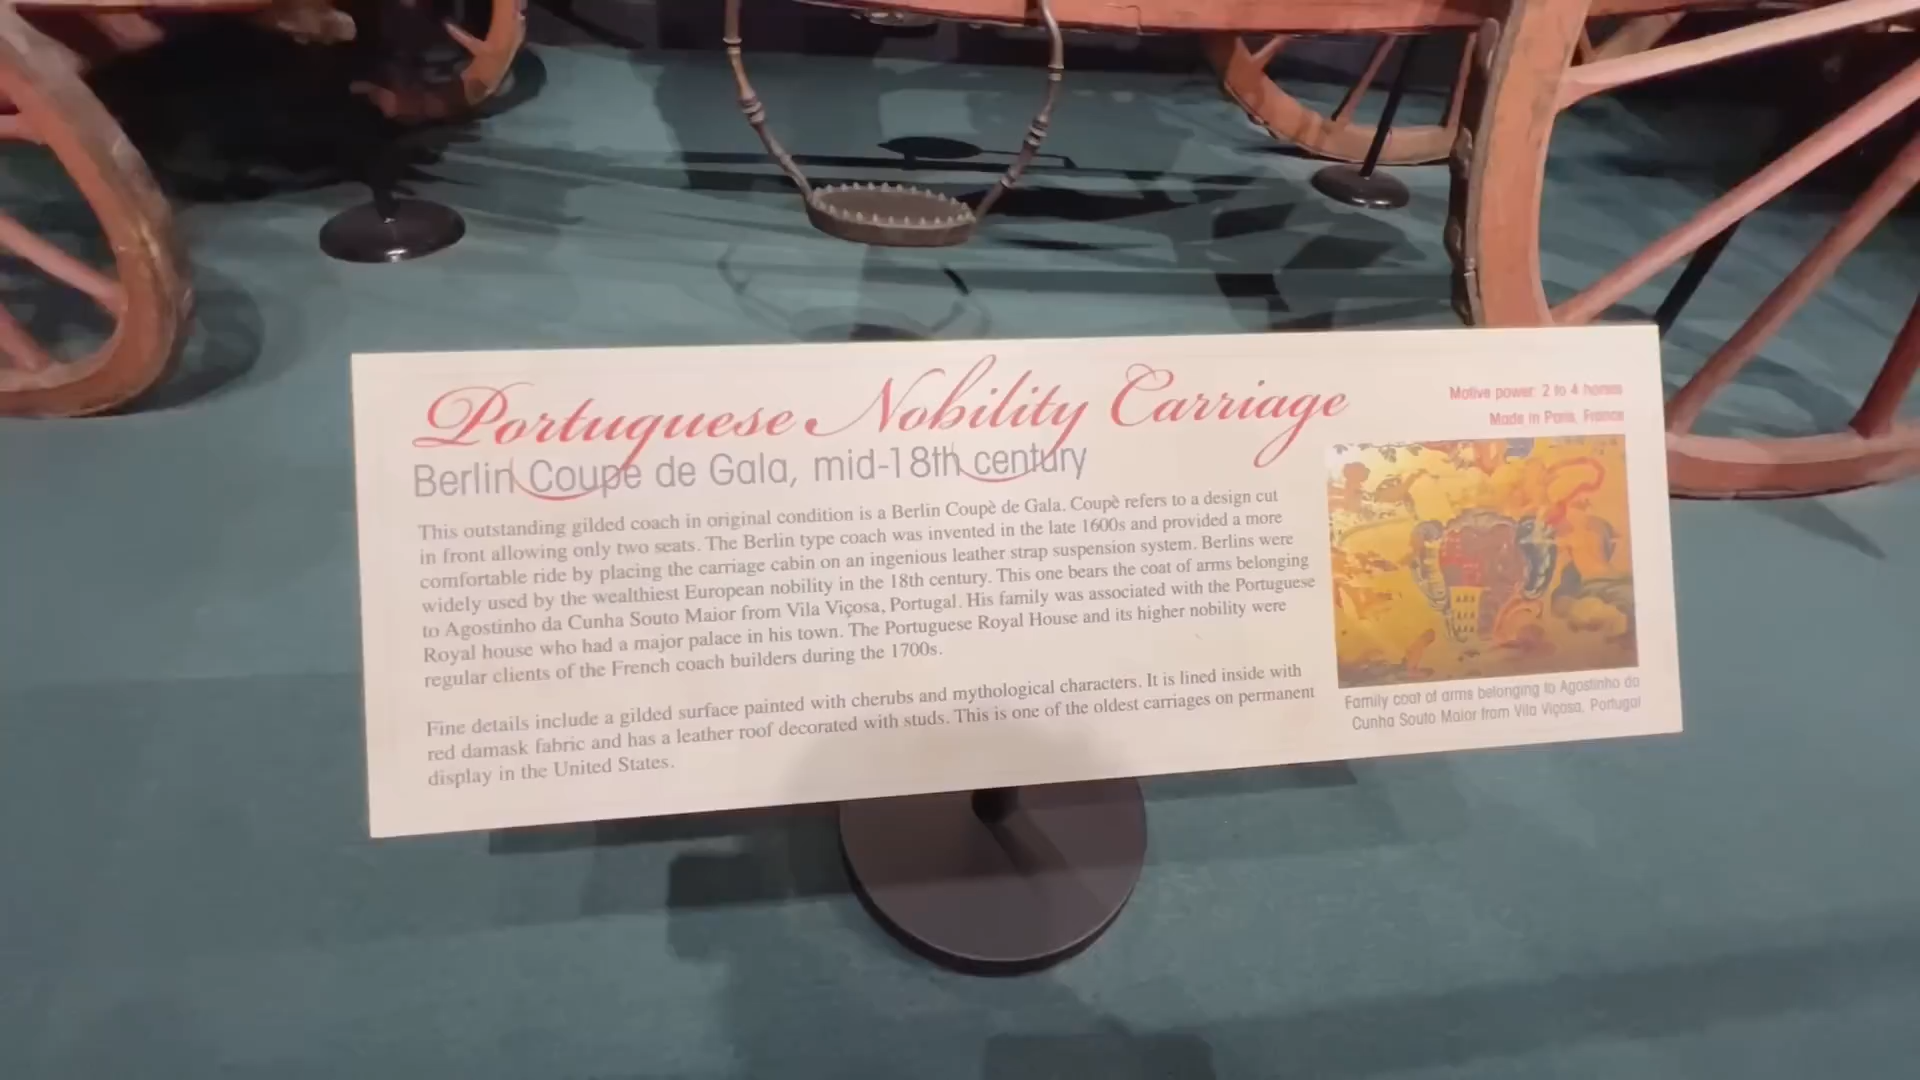 Portuguese Nobility Carriage
Berlin Coupe de Gala, mid-18th century
Motive power: 2 to 4 horses
Made in Paris, France
This outstanding gilded coach in original condition is a Berlin Coupè de Gala. Coupè refers to a design cut
in front allowing only two seats. The Berlin type coach was invented in the late 1600s and provided a more
comfortable ride by placing the carriage cabin on an ingenious leather strap suspension system. Berlins were
widely used by the wealthiest European nobility in the 18th century. This one bears the coat of arms belonging
to Agostinho da Cunha Souto Maior from Vila Viçosa, Portugal. His family was associated with the Portuguese
Royal house who had a major palace in his town. The Portuguese Royal House and its higher nobility were
regular clients of the French coach builders during the 1700s.
Fine details include a gilded surface painted with cherubs and mythological characters. It is lined inside with
red damask fabric and has a leather roof decorated with studs. This is one of the oldest carriages on permanent
display in the United States.
Family coat of arms belonging to Agostinho da
Cunha Souto Maior from Vila Viçosa, Portugal